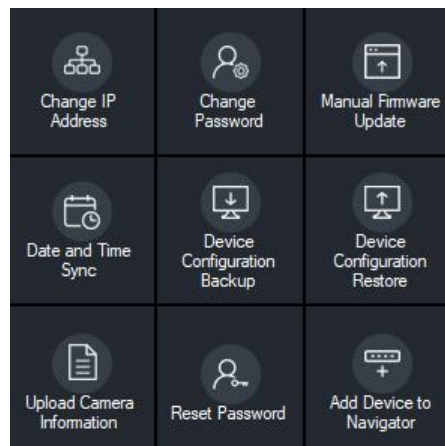 Change IP
Address
Change
Password
Manual Firmware
Update
Date and Time
Sync
Device
Configuration
Backup
Device
Configuration
Restore
Upload Camera
Information
Reset Password
Add Device to
Navigator